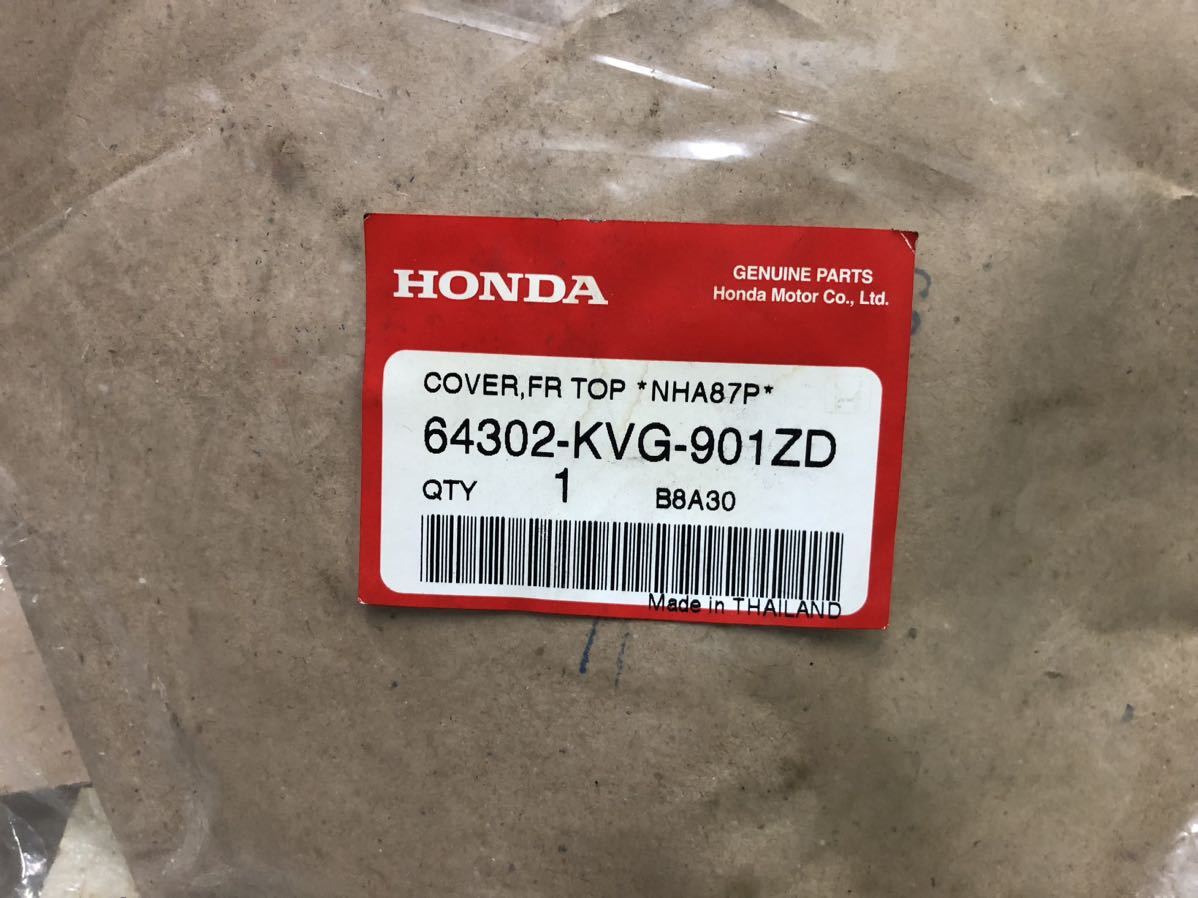 HONDA
GENUINE PARTS
Honda Motor Co., Ltd.
COVER,FR TOP *NHA87P*
64302-KVG-901ZD
QTY 1 B8A30
Made in THAILAND